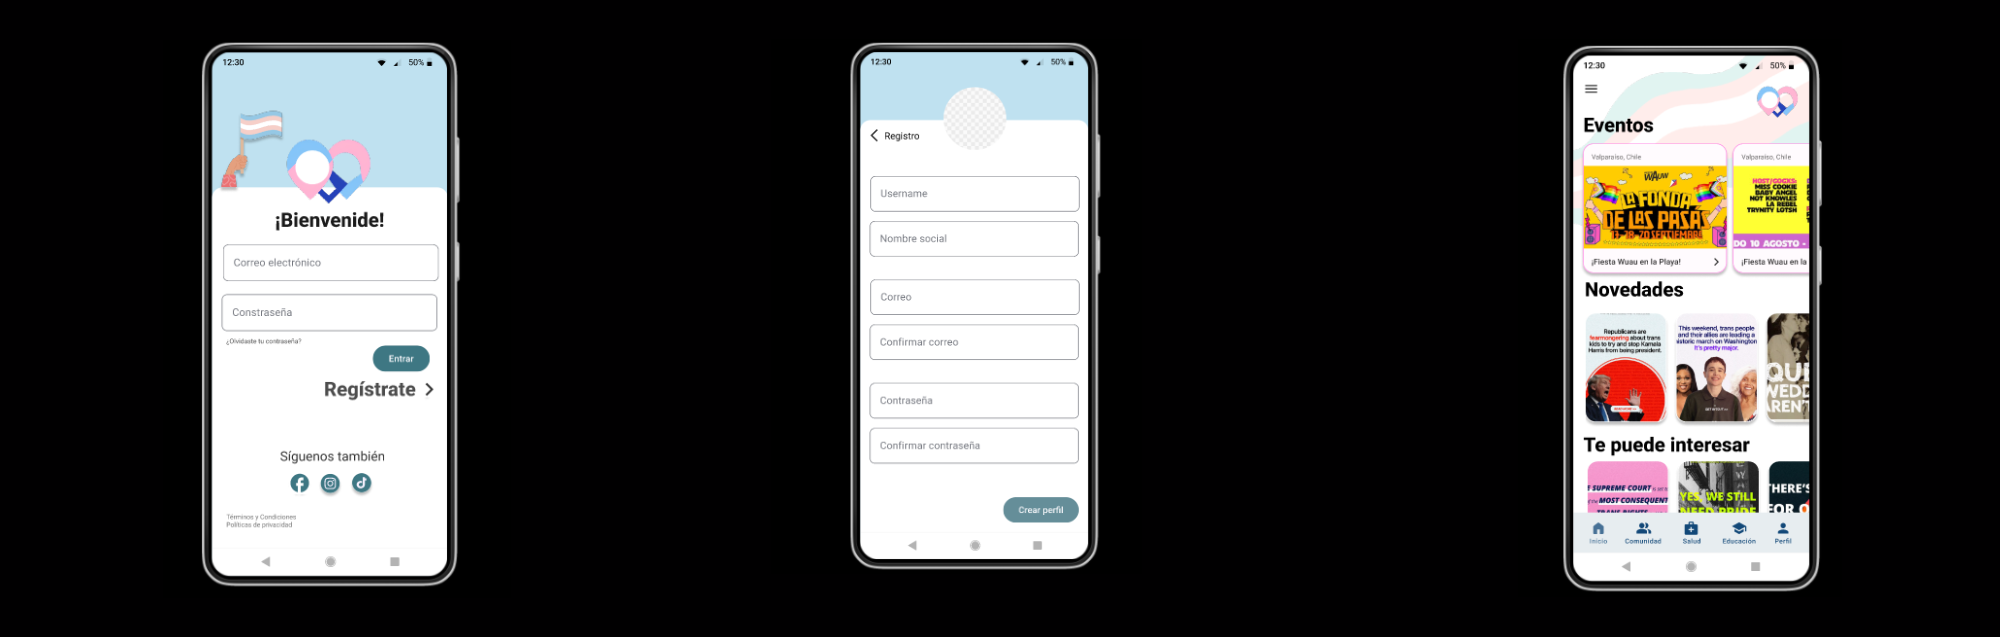 12:30
50%
¡Bienvenide!
Correo electrónico
Constraseña
¿Olvidaste tu contraseña?
Entrar
Regístrate
Síguenos también
Términos y Condiciones
Políticas de privacidad
12:30
50%
Registro
Username
Nombre social
Correo
Confirmar correo
Contraseña
Confirmar contraseña
Crear perfil
12:30
50%
Eventos
Valparaíso, Chile
WAUW
LA FONDA
DE LAS PASAS
SEPTIEMBRE
¡Fiesta Wuau en la Playa!
Valparaíso, Chile
HOST/GOGKS:
MISS COOKIE
BABY ANGEL
NOT KNOWLES
LA REBEL
TRYNITY LOTSH
DO 10 AGOSTO -
¡Fiesta Wuau en la
Novedades
Republicans are
fearmongering about trans
kids to try and stop Kamala
Harris from being president.
This weekend, trans people
and their allies are leading a
istoric march on Washington
It's pretty major.
QUE
WEDD
AREN'T
Te puede interesar
SUPREME COURT
MOST CONSEQUENT
TRANS RIGHTS
YES, WE STILL
NEED PRIDE
HERE'S
FOR
Inicio
Comunidad
Salud
Educación
Perfil